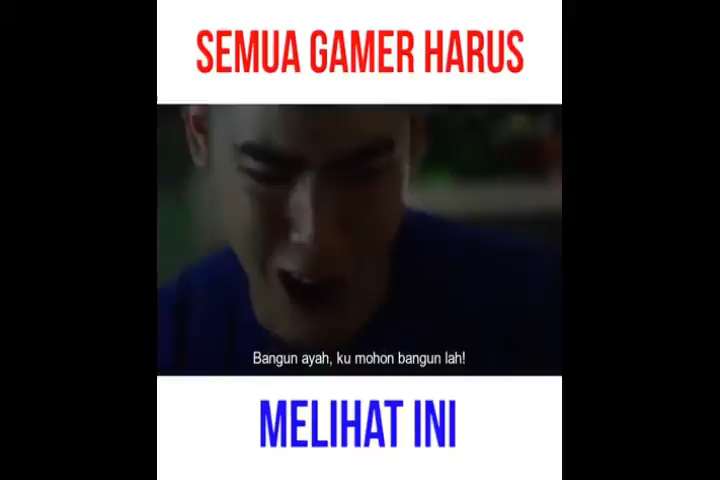 SEMUA GAMER HARUS
Bangun ayah, ku mohon bangun lah!
MELIHAT INI